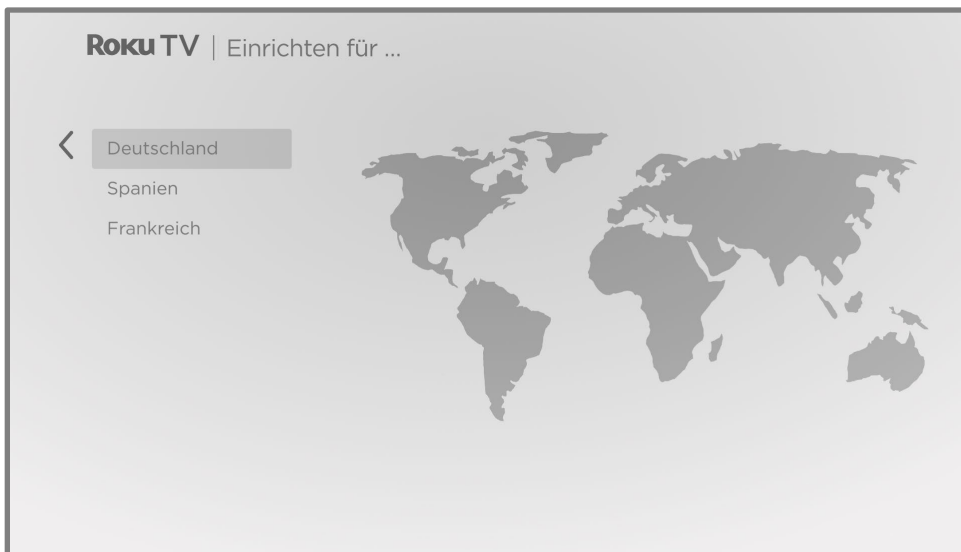 Roku TV | Einrichten für ...
Deutschland
Spanien
Frankreich